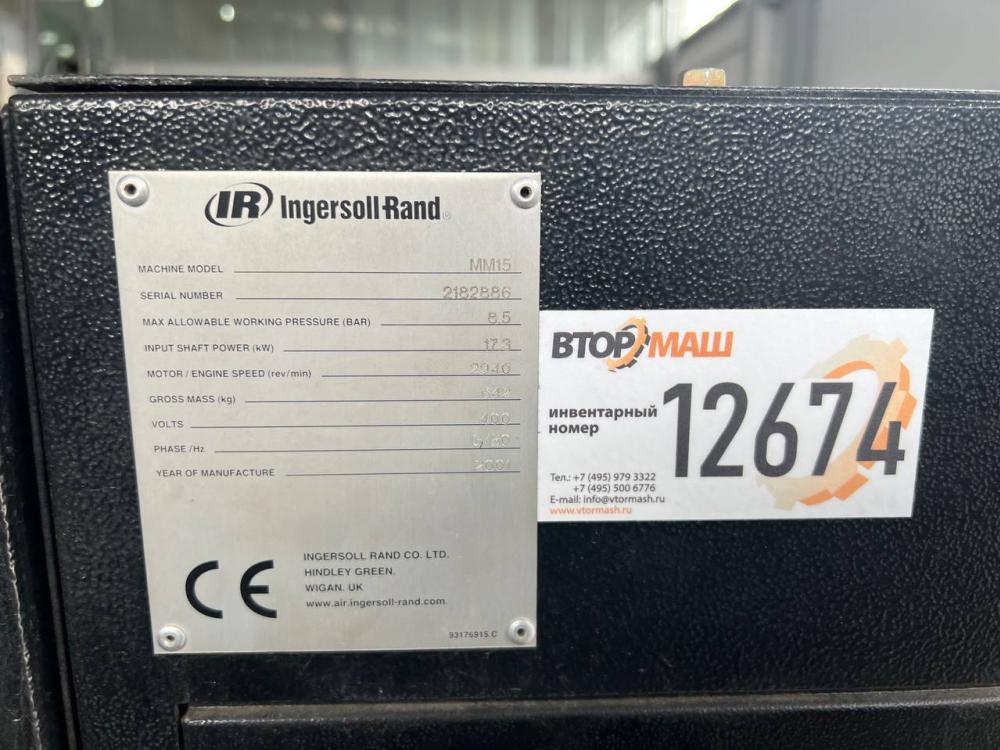 IR Ingersoll-Rand
MACHINE MODEL MM15
SERIAL NUMBER 2182886
MAX ALLOWABLE WORKING PRESSURE (BAR) 8.5
INPUT SHAFT POWER (kW) 17.3
MOTOR / ENGINE SPEED (rev/min) 2940
GROSS MASS (kg)
VOLTS 400
PHASE /Hz
YEAR OF MANUFACTURE 2001
CE
INGERSOLL RAND CO. LTD.
HINDLEY GREEN.
WIGAN. UK
www.air.ingersoll-rand.com.
93176915.C
ВТОРМАШ
инвентарный
номер
12674
Тел.: +7 (495) 979 3322
+7 (495) 500 6776
E-mail: info@vtormash.ru
www.vtormash.ru